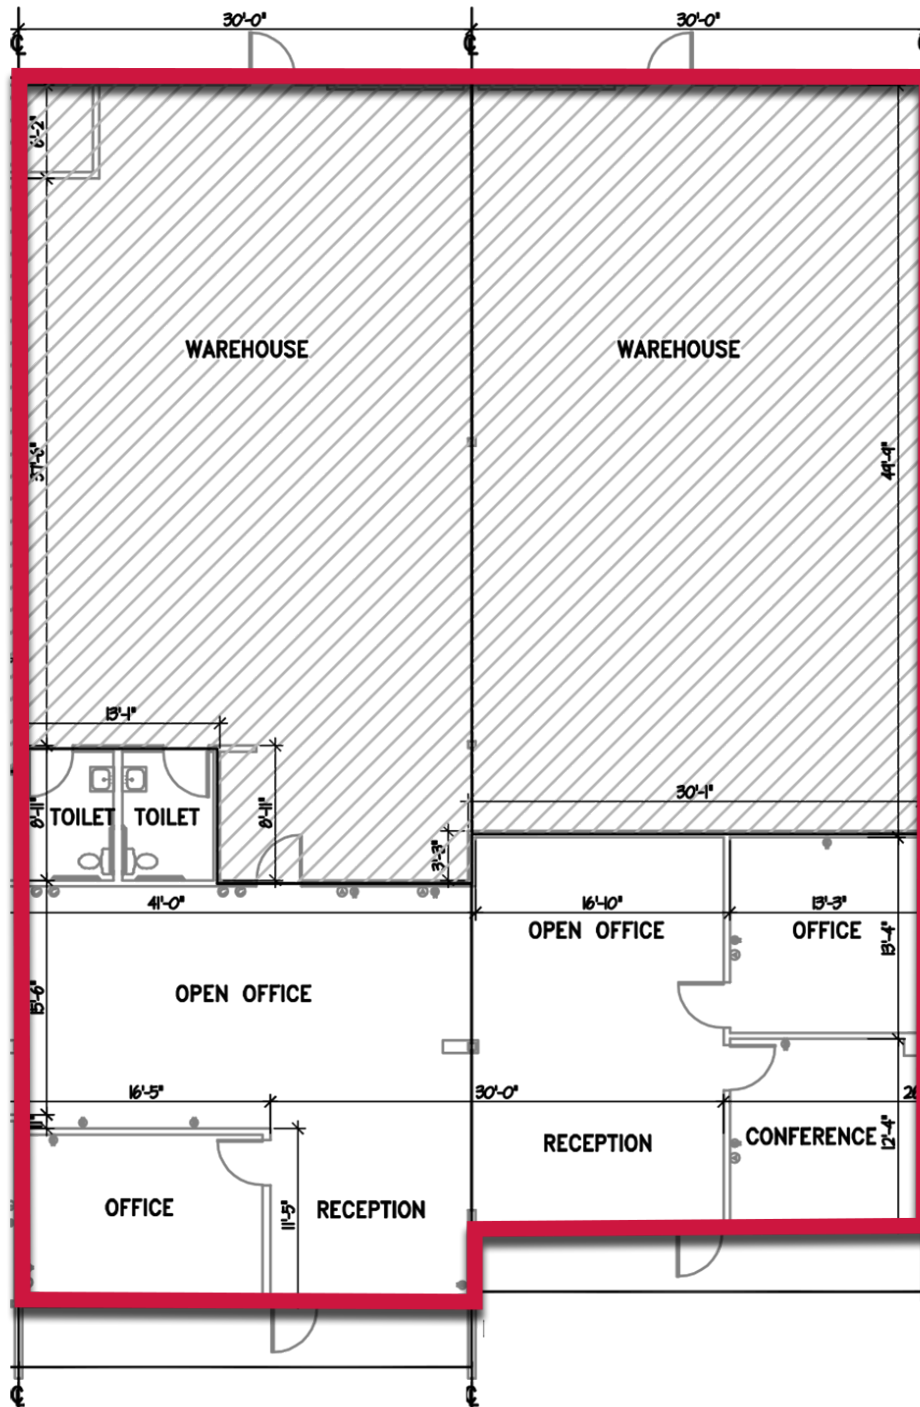 30'-0"
30'-0"
℄
℄
6'-2"
WAREHOUSE
WAREHOUSE
37'-8"
49'-9"
13'-1"
30'-1"
TOILET
TOILET
8'-11"
8'-11"
3'-3"
41'-0"
16'-10"
13'-3"
OPEN OFFICE
OFFICE
13'-4"
OPEN OFFICE
15'-6"
16'-5"
30'-0"
RECEPTION
CONFERENCE
12'-4"
OFFICE
RECEPTION
11'-5"
℄
℄